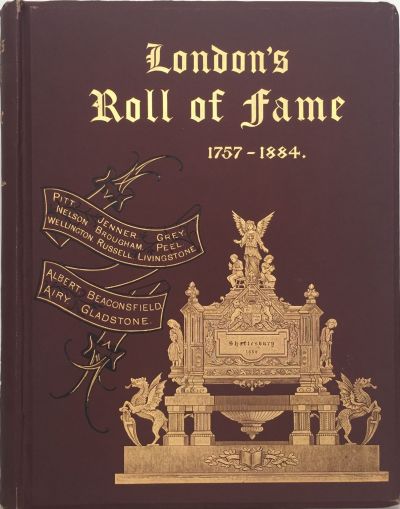 London's
Roll of Fame
1757-1884.
PITT, JENNER, GREY,
NELSON, BROUGHAM, PEEL,
WELLINGTON, RUSSELL, LIVINGSTONE
ALBERT, BEACONSFIELD,
AIRY, GLADSTONE.
Shaftesbury
1884